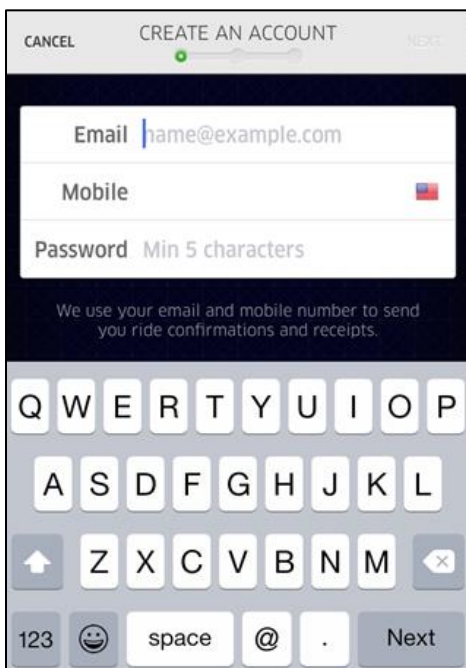 CANCEL CREATE AN ACCOUNT NEXT
Email name@example.com
Mobile
Password Min 5 characters
We use your email and mobile number to send
you ride confirmations and receipts.
Q W E R T Y U I O P
A S D F G H J K L
Z X C V B N M
123 space @ . Next